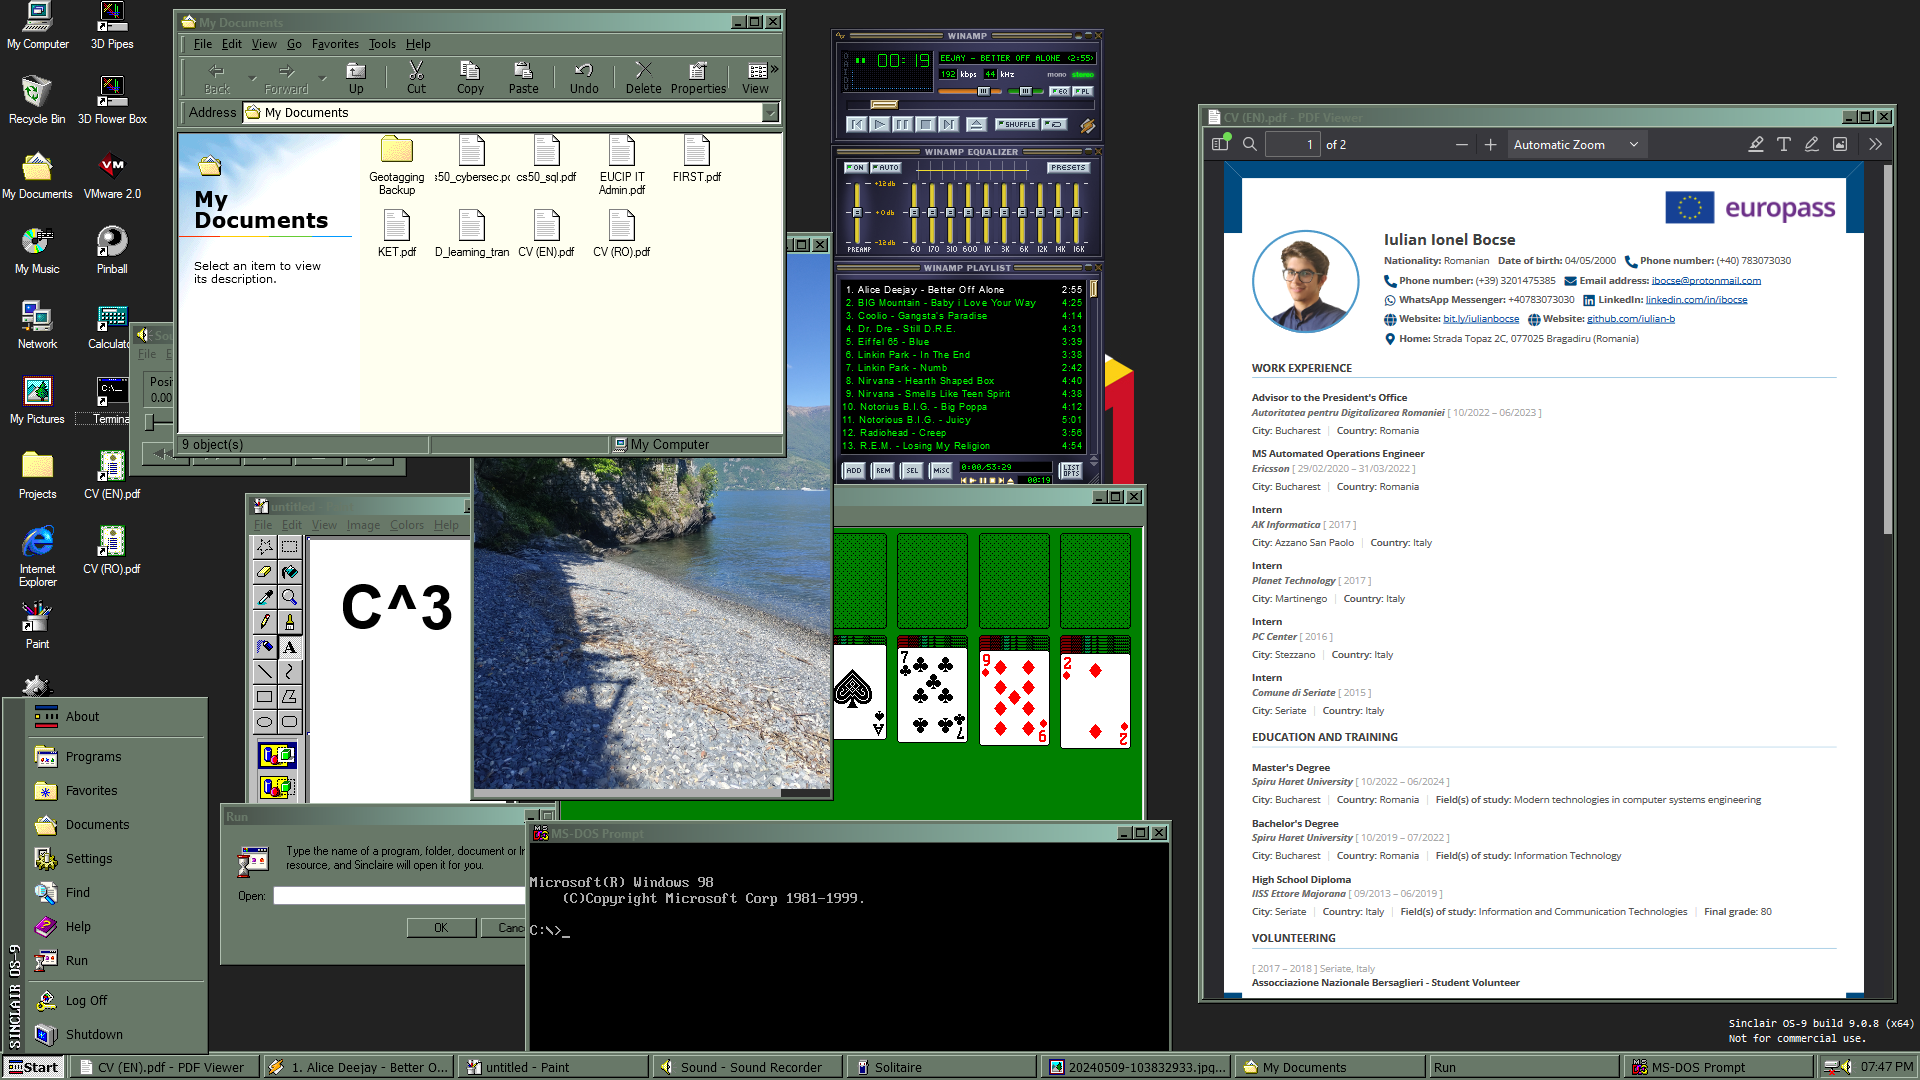 My Computer
3D Pipes
Recycle Bin
3D Flower Box
My Documents
VMware 2.0
My Music
Pinball
Network
My Pictures
Projects
CV (EN).pdf
Internet
Explorer
CV (RO).pdf
Paint
My Documents
File Edit View Go Favorites Tools Help
Back
Forward
Up
Cut
Copy
Paste
Undo
Delete
Properties
View
Address My Documents
My
Documents
Select an item to view
its description.
Geotagging
Backup
cs50_sql.pdf
EUCIP IT
Admin.pdf
FIRST.pdf
KET.pdf
D_learning_tran
CV (EN).pdf
CV (RO).pdf
9 object(s)
My Computer
File
0.00
untitled
File Edit View Image Colors Help
C^3
WINAMP
00:19
EEJAY - BETTER OFF ALONE <2:55>
192 kbps 44 kHz mono stereo
EQ PL
SHUFFLE
WINAMP EQUALIZER
ON AUTO PRESETS
+12 db
+0 db
-12 db
PREAMP 60 170 310 600 1K 3K 6K 12K 14K 16K
WINAMP PLAYLIST
1. Alice Deejay - Better Off Alone 2:55
2. BIG Mountain - Baby i Love Your Way 4:25
3. Coolio - Gangsta's Paradise 4:14
4. Dr. Dre - Still D.R.E. 4:31
5. Eiffel 65 - Blue 3:39
6. Linkin Park - In The End 3:38
7. Linkin Park - Numb 2:42
8. Nirvana - Hearth Shaped Box 4:40
9. Nirvana - Smells Like Teen Spirit 4:38
10. Notorius B.I.G. - Big Poppa 4:12
11. Notorious B.I.G. - Juicy 5:01
12. Radiohead - Creep 3:56
13. R.E.M. - Losing My Religion 4:54
ADD REM SEL MISC 0:00/53:29 LIST OPTS
00:19
A
A
7
7
9
9
2
2
Run
Type the name of a program, folder, document or
resource, and Sinclaire will open it for you.
Open:
OK
MS-DOS Prompt
Microsoft(R) Windows 98
(C)Copyright Microsoft Corp 1981-1999.
C:\>_
CV (EN).pdf - PDF Viewer
1 of 2
Automatic Zoom
europass
Iulian Ionel Bocse
Nationality: Romanian Date of birth: 04/05/2000 Phone number: (+40) 783073030
Phone number: (+39) 3201475385 Email address: ibocse@protonmail.com
WhatsApp Messenger: +40783073030 LinkedIn: linkedin.com/in/ibocse
Website: bit.ly/iulianbocse Website: github.com/iulian-b
Home: Strada Topaz 2C, 077025 Bragadiru (Romania)
WORK EXPERIENCE
Advisor to the President's Office
Autoritatea pentru Digitalizarea Romaniei [ 10/2022 – 06/2023 ]
City: Bucharest | Country: Romania
MS Automated Operations Engineer
Ericsson [ 29/02/2020 – 31/03/2022 ]
City: Bucharest | Country: Romania
Intern
AK Informatica [ 2017 ]
City: Azzano San Paolo | Country: Italy
Intern
Planet Technology [ 2017 ]
City: Martinengo | Country: Italy
Intern
PC Center [ 2016 ]
City: Stezzano | Country: Italy
Intern
Comune di Seriate [ 2015 ]
City: Seriate | Country: Italy
EDUCATION AND TRAINING
Master's Degree
Spiru Haret University [ 10/2022 – 06/2024 ]
City: Bucharest | Country: Romania | Field(s) of study: Modern technologies in computer systems engineering
Bachelor's Degree
Spiru Haret University [ 10/2019 – 07/2022 ]
City: Bucharest | Country: Romania | Field(s) of study: Information Technology
High School Diploma
IISS Ettore Majorana [ 09/2013 – 06/2019 ]
City: Seriate | Country: Italy | Field(s) of study: Information and Communication Technologies | Final grade: 80
VOLUNTEERING
[ 2017 – 2018 ] Seriate, Italy
Assocciazione Nazionale Bersaglieri - Student Volunteer
Sinclair OS-9 build 9.0.8 (x64)
Not for commercial use.
SINCLAIR OS-9
About
Programs
Favorites
Documents
Settings
Find
Help
Run
Log Off
Shutdown
Start
CV (EN).pdf - PDF Viewer
1. Alice Deejay - Better O...
untitled - Paint
Sound - Sound Recorder
Solitaire
20240509-103832933.jpg...
My Documents
Run
MS-DOS Prompt
07:47 PM